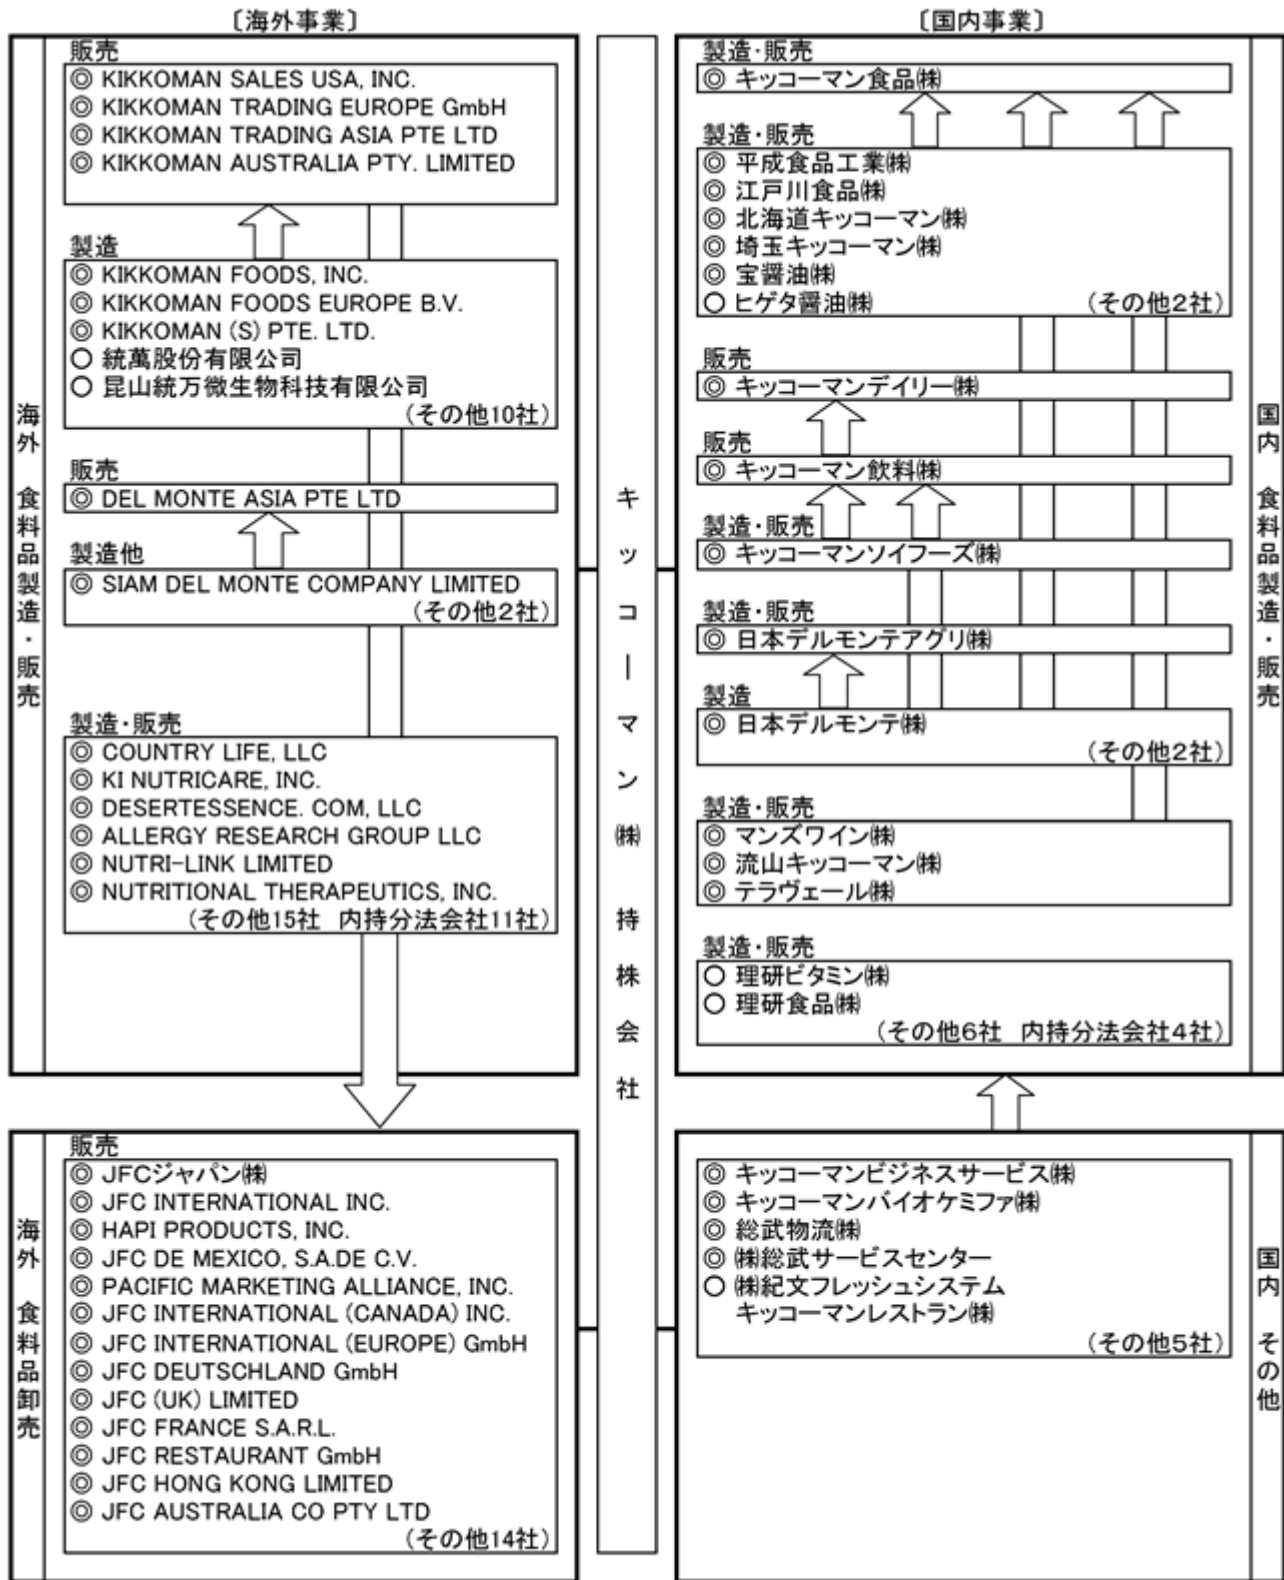 〔海外事業〕
海外 食料品製造・販売
販売
◎ KIKKOMAN SALES USA, INC.
◎ KIKKOMAN TRADING EUROPE GmbH
◎ KIKKOMAN TRADING ASIA PTE LTD
◎ KIKKOMAN AUSTRALIA PTY. LIMITED
製造
◎ KIKKOMAN FOODS, INC.
◎ KIKKOMAN FOODS EUROPE B.V.
◎ KIKKOMAN (S) PTE. LTD.
○ 統萬股份有限公司
○ 昆山統万微生物科技有限公司
(その他10社)
販売
◎ DEL MONTE ASIA PTE LTD
製造他
◎ SIAM DEL MONTE COMPANY LIMITED
(その他2社)
製造・販売
◎ COUNTRY LIFE, LLC
◎ KI NUTRICARE, INC.
◎ DESERTESSENCE. COM, LLC
◎ ALLERGY RESEARCH GROUP LLC
◎ NUTRI-LINK LIMITED
◎ NUTRITIONAL THERAPEUTICS, INC.
(その他15社 内持分法会社11社)
海外 食料品卸売
販売
◎ JFCジャパン㈱
◎ JFC INTERNATIONAL INC.
◎ HAPI PRODUCTS, INC.
◎ JFC DE MEXICO, S.A.DE C.V.
◎ PACIFIC MARKETING ALLIANCE, INC.
◎ JFC INTERNATIONAL (CANADA) INC.
◎ JFC INTERNATIONAL (EUROPE) GmbH
◎ JFC DEUTSCHLAND GmbH
◎ JFC (UK) LIMITED
◎ JFC FRANCE S.A.R.L.
◎ JFC RESTAURANT GmbH
◎ JFC HONG KONG LIMITED
◎ JFC AUSTRALIA CO PTY LTD
(その他14社)
キッコーマン㈱ 持株会社
〔国内事業〕
国内 食料品製造・販売
製造・販売
◎ キッコーマン食品㈱
製造・販売
◎ 平成食品工業㈱
◎ 江戸川食品㈱
◎ 北海道キッコーマン㈱
◎ 埼玉キッコーマン㈱
◎ 宝醤油㈱
○ ヒゲタ醤油㈱ (その他2社)
販売
◎ キッコーマンデイリー㈱
販売
◎ キッコーマン飲料㈱
製造・販売
◎ キッコーマンソイフーズ㈱
製造・販売
◎ 日本デルモンテアグリ㈱
製造
◎ 日本デルモンテ㈱
(その他2社)
製造・販売
◎ マンズワイン㈱
◎ 流山キッコーマン㈱
◎ テラヴェール㈱
製造・販売
○ 理研ビタミン㈱
○ 理研食品㈱
(その他6社 内持分法会社4社)
国内 その他
◎ キッコーマンビジネスサービス㈱
◎ キッコーマンバイオケミファ㈱
◎ 総武物流㈱
◎ ㈱総武サービスセンター
○ ㈱紀文フレッシュシステム
キッコーマンレストラン㈱
(その他5社)